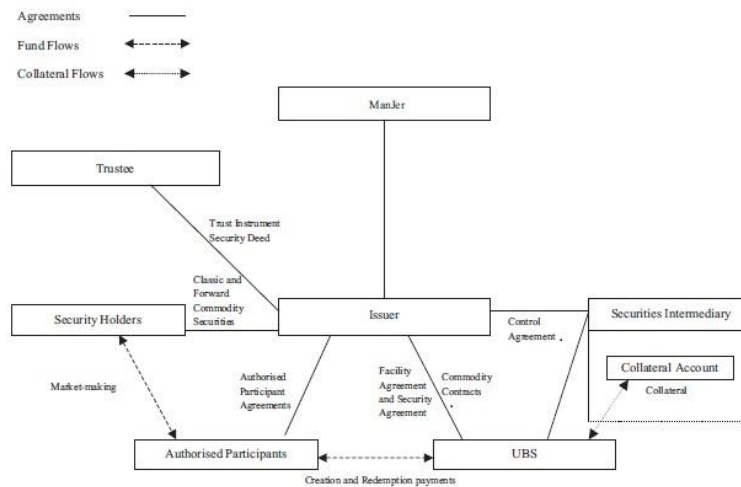 Agreements
Fund Flows
Collateral Flows
ManJer
Trustee
Trust Instrument
Security Deed
Classic and
Forward
Commodity
Securities
Security Holders
Issuer
Securities Intermediary
Control
Agreement .
Collateral Account
Collateral
Market-making
Authorised
Participant
Agreements
Facility
Agreement
and Security
Agreement
Commodity
Contracts
.
Authorised Participants
UBS
Creation and Redemption payments